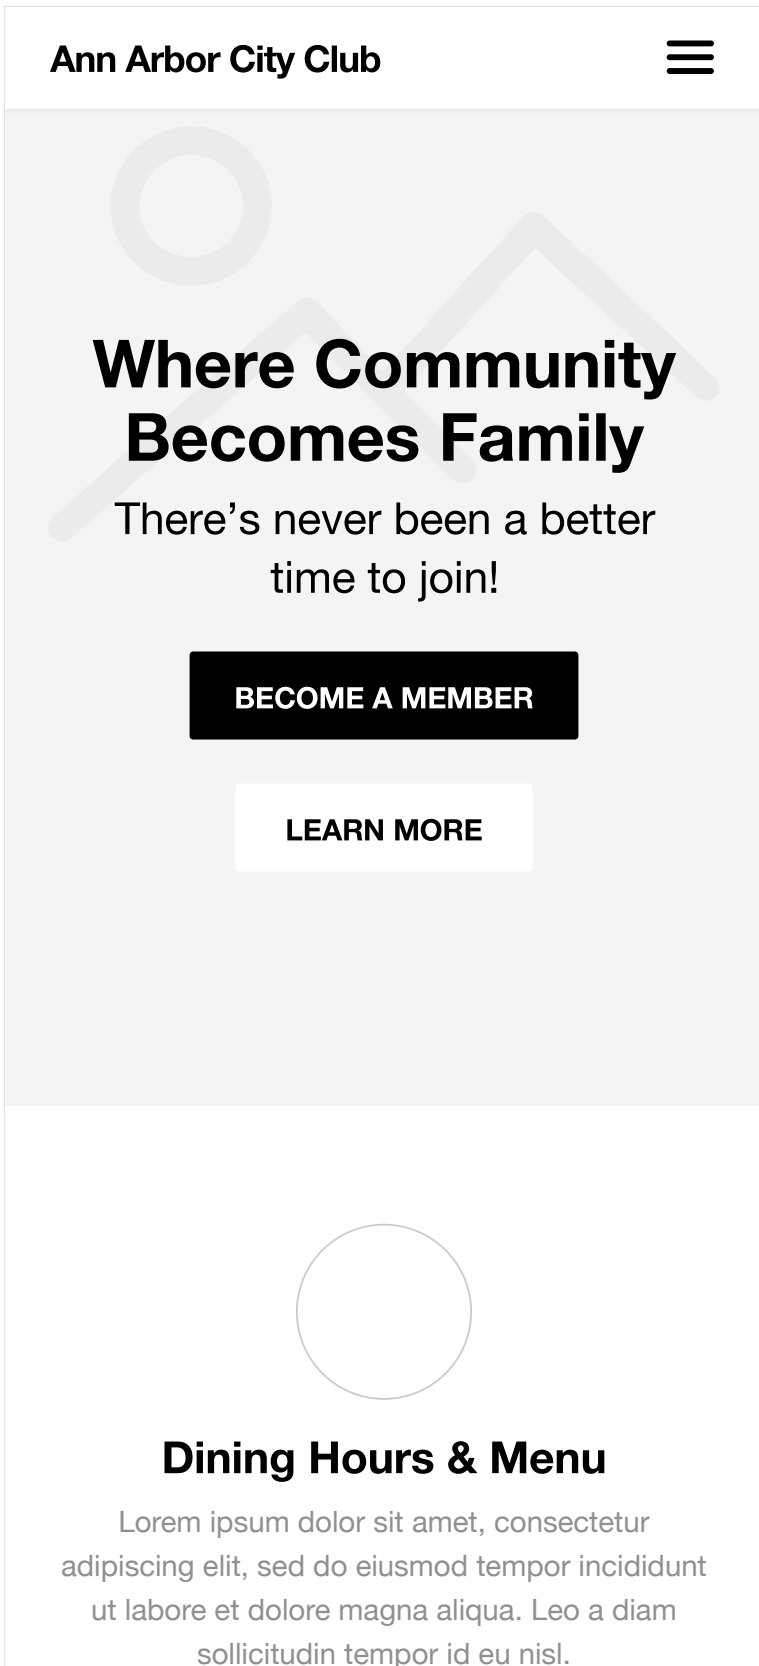 Ann Arbor City Club
Where Community
Becomes Family
There’s never been a better
time to join!
BECOME A MEMBER
LEARN MORE
Dining Hours & Menu
Lorem ipsum dolor sit amet, consectetur
adipiscing elit, sed do eiusmod tempor incididunt
ut labore et dolore magna aliqua. Leo a diam
sollicitudin tempor id eu nisl.